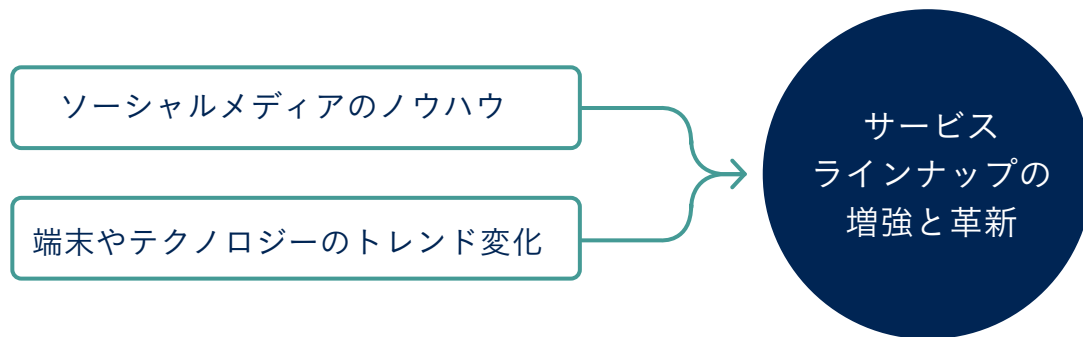 ソーシャルメディアのノウハウ
端末やテクノロジーのトレンド変化
サービス
ラインナップの
増強と革新